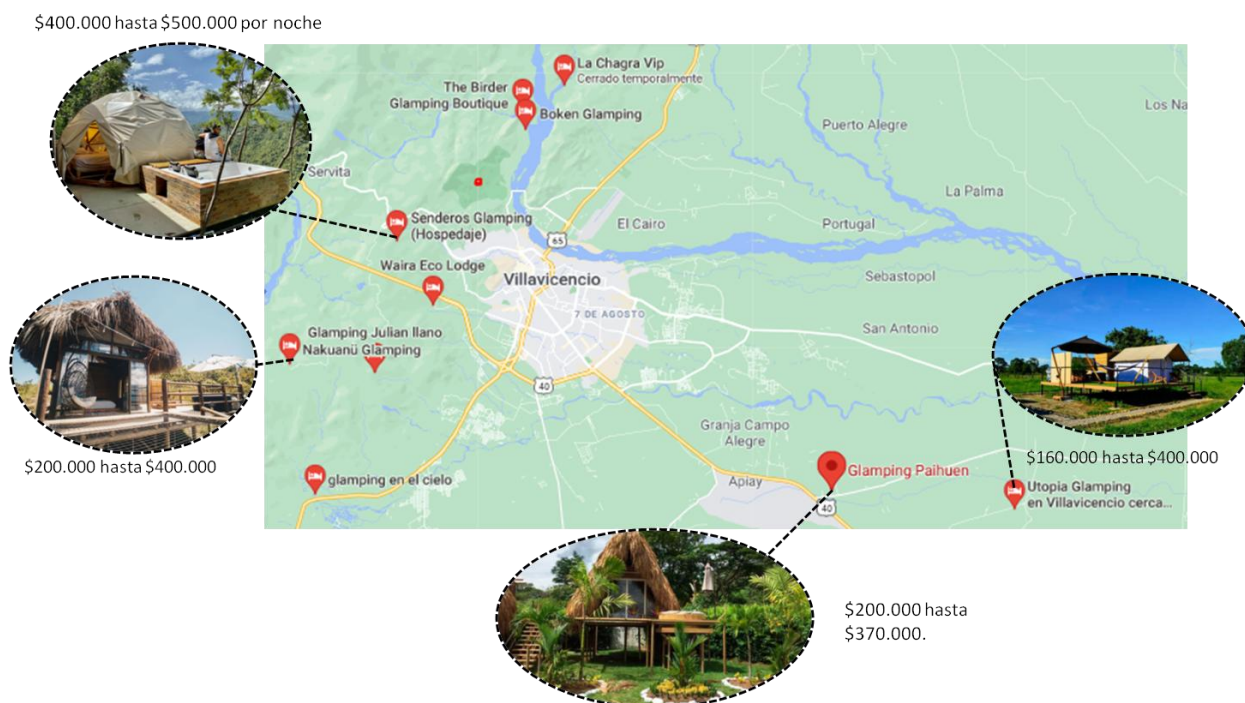 $400.000 hasta $500.000 por noche
La Chagra Vip
Cerrado temporalmente
The Birder
Glamping Boutique
Boken Glamping
Los Na
Puerto Alegre
Servita
La Palma
Senderos Glamping
(Hospedaje)
El Cairo
Portugal
65
Waira Eco Lodge
Villavicencio
Sebastopol
7 DE AGOSTO
San Antonio
Glamping Julian llano
Nakuanü Glamping
40
Granja Campo
Alegre
$200.000 hasta $400.000
$160.000 hasta $400.000
glamping en el cielo
Apiay
Glamping Paihuen
40
Utopia Glamping
en Villavicencio cerca...
$200.000 hasta
$370.000.